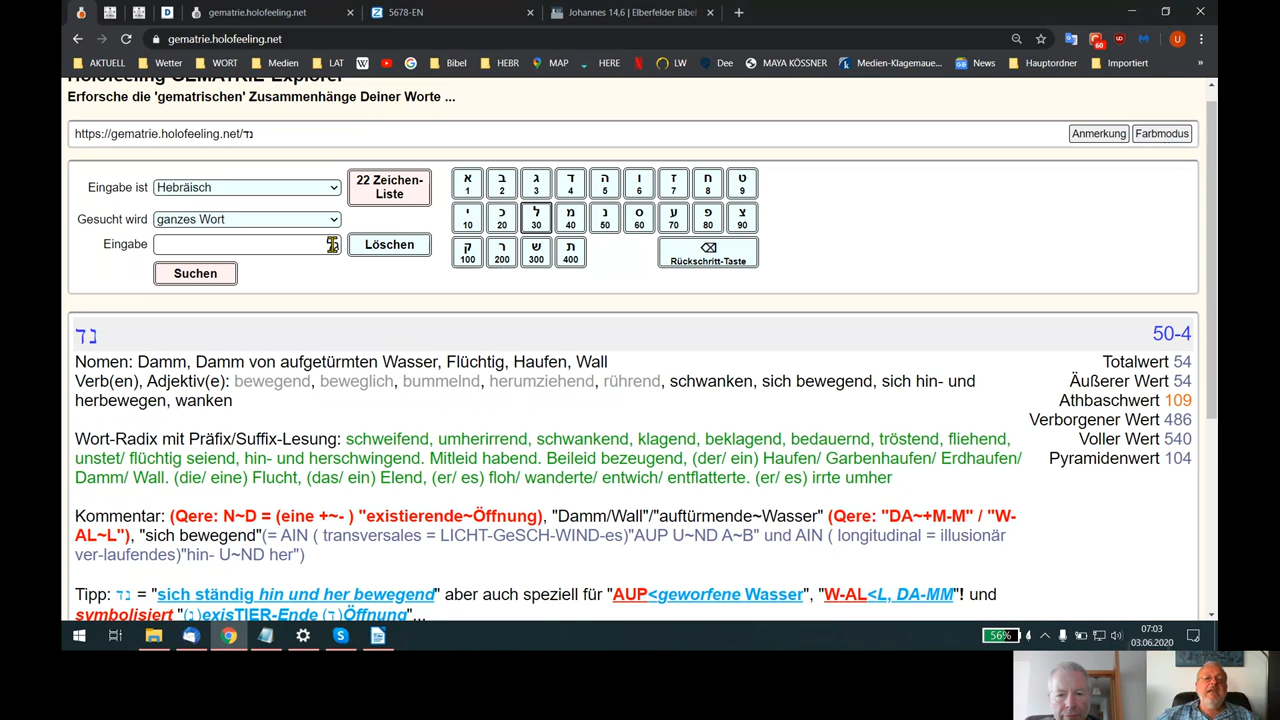 gematrie.holofeeling.net
5678-EN
Johannes 14,6 | Elberfelder Bibel
gematrie.holofeeling.net
60
U
AKTUELL
Wetter
WORT
Medien
LAT
W
Bibel
HEBR
MAP
HERE
LW
Dee
MAYA KÖSSNER
Medien-Klagemaue...
News
Hauptordner
Importiert
»
Holofeeling GEMATRIE Explorer
Erforsche die 'gematrischen' Zusammenhänge Deiner Worte ...
https://gematrie.holofeeling.net/נד
Anmerkung
Farbmodus
Eingabe ist
Hebräisch
22 Zeichen-
Liste
Gesucht wird
ganzes Wort
Eingabe
Löschen
Suchen
א ב ג ד ה ו ז ח ט
1 2 3 4 5 6 7 8 9
י כ ל מ נ ס ע פ צ
10 20 30 40 50 60 70 80 90
ק ר ש ת
100 200 300 400
Rückschritt-Taste
נד
50-4
Nomen: Damm, Damm von aufgetürmten Wasser, Flüchtig, Haufen, Wall
Verb(en), Adjektiv(e): bewegend, beweglich, bummelnd, herumziehend, rührend, schwanken, sich bewegend, sich hin- und
herbewegen, wanken
Totalwert 54
Äußerer Wert 54
Athbaschwert 109
Verborgener Wert 486
Voller Wert 540
Pyramidenwert 104
Wort-Radix mit Präfix/Suffix-Lesung: schweifend, umherirrend, schwankend, klagend, beklagend, bedauernd, tröstend, fliehend,
unstet/ flüchtig seiend, hin- und herschwingend. Mitleid habend. Beileid bezeugend, (der/ ein) Haufen/ Garbenhaufen/ Erdhaufen/
Damm/ Wall. (die/ eine) Flucht, (das/ ein) Elend, (er/ es) floh/ wanderte/ entwich/ entflatterte. (er/ es) irrte umher
Kommentar: (Qere: N~D = (eine +~- ) "existierende~Öffnung), "Damm/Wall"/"auftürmende~Wasser" (Qere: "DA~+M-M" / "W-
AL~L"), "sich bewegend"(= AIN ( transversales = LICHT-GeSCH-WIND-es)"AUP U~ND A~B" und AIN ( longitudinal = illusionär
ver-laufendes)"hin- U~ND her")
Tipp: נד = "sich ständig hin und her bewegend" aber auch speziell für "AUP<geworfene Wasser", "W-AL<L, DA-MM"! und
symbolisiert "(נ)exisTIER-Ende (ד)Öffnung"...
56%
07:03
03.06.2020